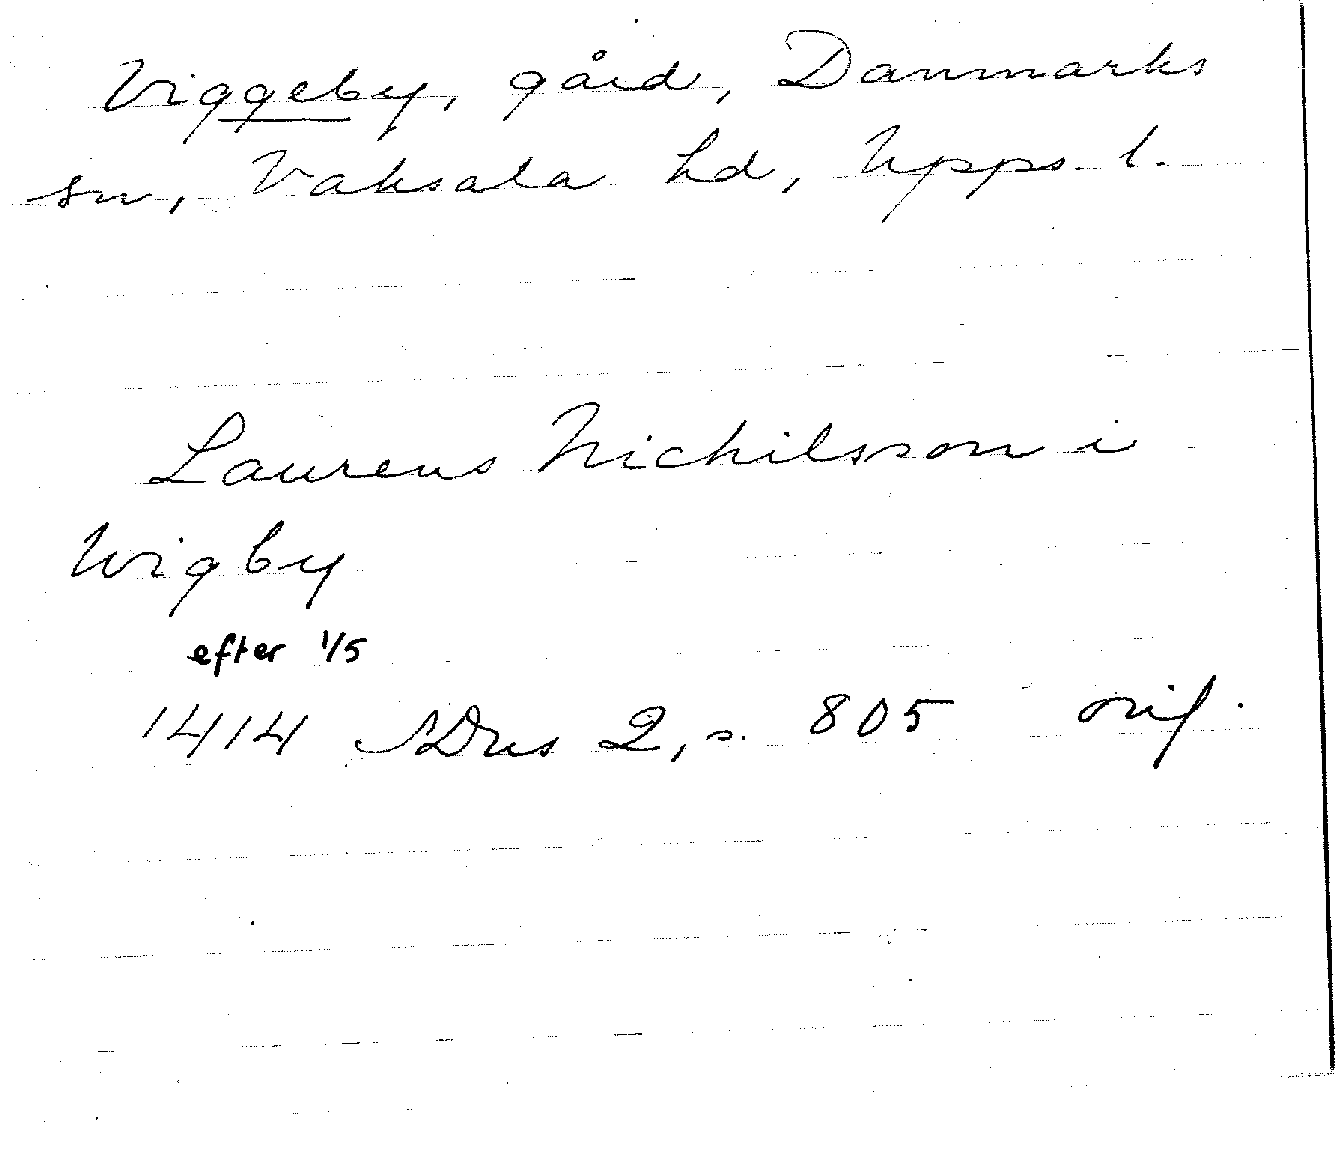 Viggeby, gård, Danmarks
sn, Vaksala hd, Upps. l.
Laurens Nichilsson i
Wigby
efter 1/5
1414 SDns 2, s. 805 orig.